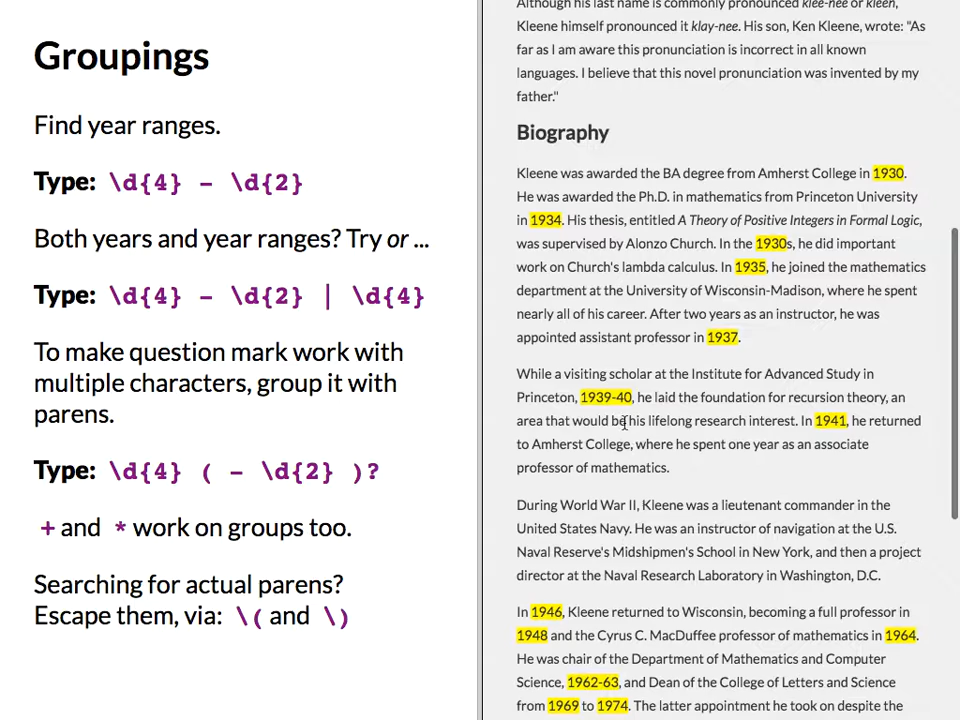 Groupings
Find year ranges.
Type: \d{4} - \d{2}
Both years and year ranges? Try or ...
Type: \d{4} - \d{2} | \d{4}
To make question mark work with
multiple characters, group it with
parens.
Type: \d{4} ( - \d{2} )?
+ and * work on groups too.
Searching for actual parens?
Escape them, via: \( and \)
Although his last name is commonly pronounced klee-nee or kleen,
Kleene himself pronounced it klay-nee. His son, Ken Kleene, wrote: "As
far as I am aware this pronunciation is incorrect in all known
languages. I believe that this novel pronunciation was invented by my
father."
Biography
Kleene was awarded the BA degree from Amherst College in 1930.
He was awarded the Ph.D. in mathematics from Princeton University
in 1934. His thesis, entitled A Theory of Positive Integers in Formal Logic,
was supervised by Alonzo Church. In the 1930s, he did important
work on Church's lambda calculus. In 1935, he joined the mathematics
department at the University of Wisconsin-Madison, where he spent
nearly all of his career. After two years as an instructor, he was
appointed assistant professor in 1937.
While a visiting scholar at the Institute for Advanced Study in
Princeton, 1939-40, he laid the foundation for recursion theory, an
area that would be his lifelong research interest. In 1941, he returned
to Amherst College, where he spent one year as an associate
professor of mathematics.
During World War II, Kleene was a lieutenant commander in the
United States Navy. He was an instructor of navigation at the U.S.
Naval Reserve's Midshipmen's School in New York, and then a project
director at the Naval Research Laboratory in Washington, D.C.
In 1946, Kleene returned to Wisconsin, becoming a full professor in
1948 and the Cyrus C. MacDuffee professor of mathematics in 1964.
He was chair of the Department of Mathematics and Computer
Science, 1962-63, and Dean of the College of Letters and Science
from 1969 to 1974. The latter appointment he took on despite the